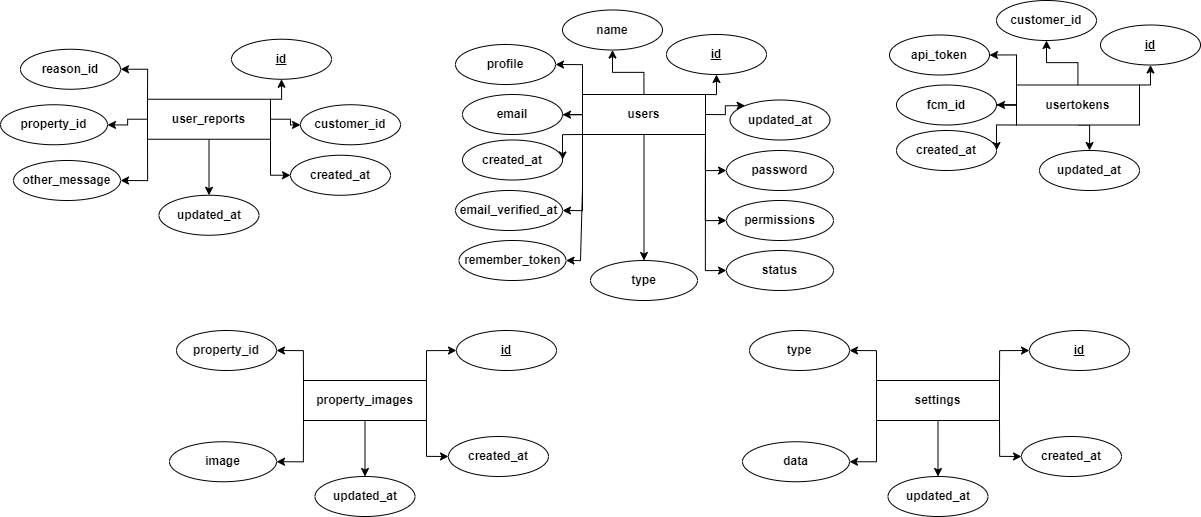 reason_id
id
property_id
user_reports
customer_id
other_message
created_at
updated_at
name
profile
id
email
users
updated_at
created_at
password
email_verified_at
permissions
remember_token
type
status
customer_id
api_token
id
fcm_id
usertokens
created_at
updated_at
property_id
id
property_images
image
created_at
updated_at
type
id
settings
data
created_at
updated_at